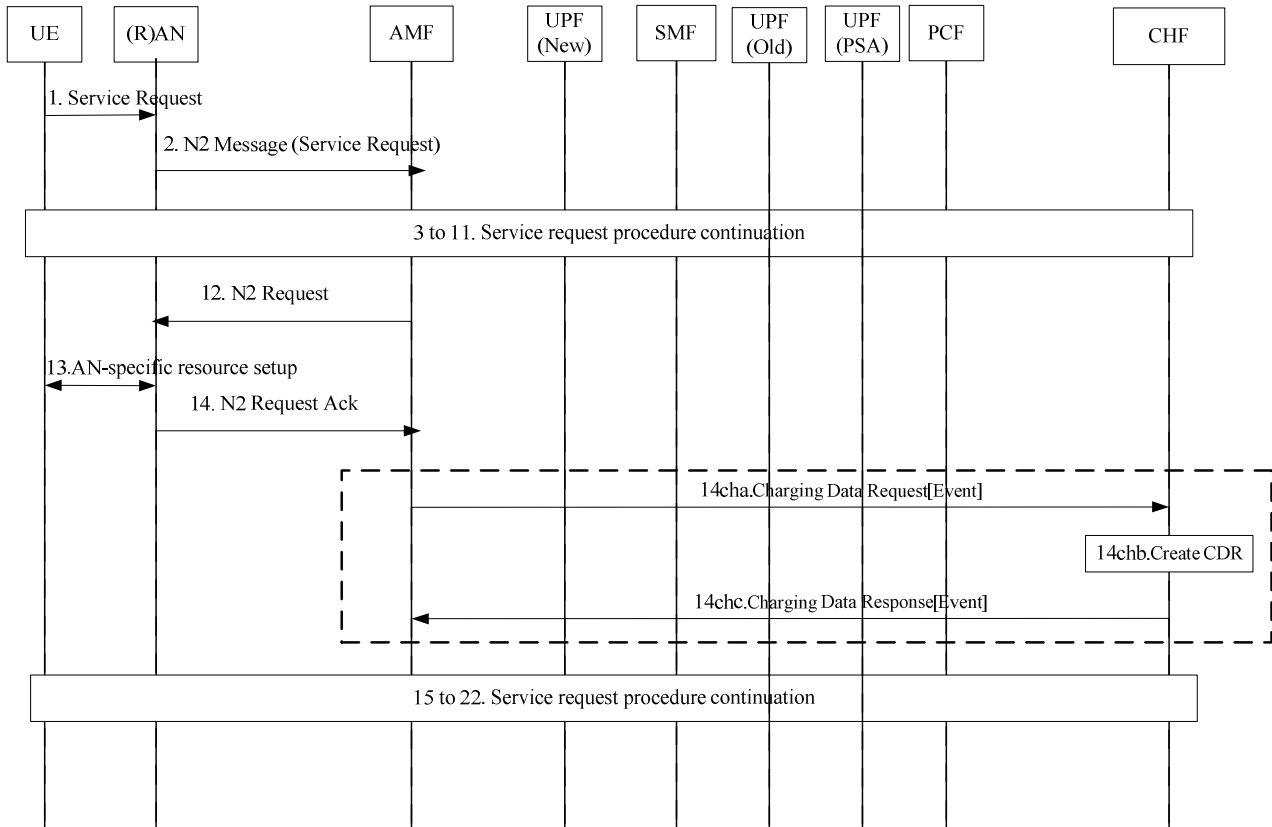 UE
(R)AN
AMF
UPF
(New)
SMF
UPF
(Old)
UPF
(PSA)
PCF
CHF
1. Service Request
2. N2 Message (Service Request)
3 to 11. Service request procedure continuation
12. N2 Request
13.AN-specific resource setup
14. N2 Request Ack
14cha.Charging Data Request[Event]
14chb.Create CDR
14chc.Charging Data Response[Event]
15 to 22. Service request procedure continuation